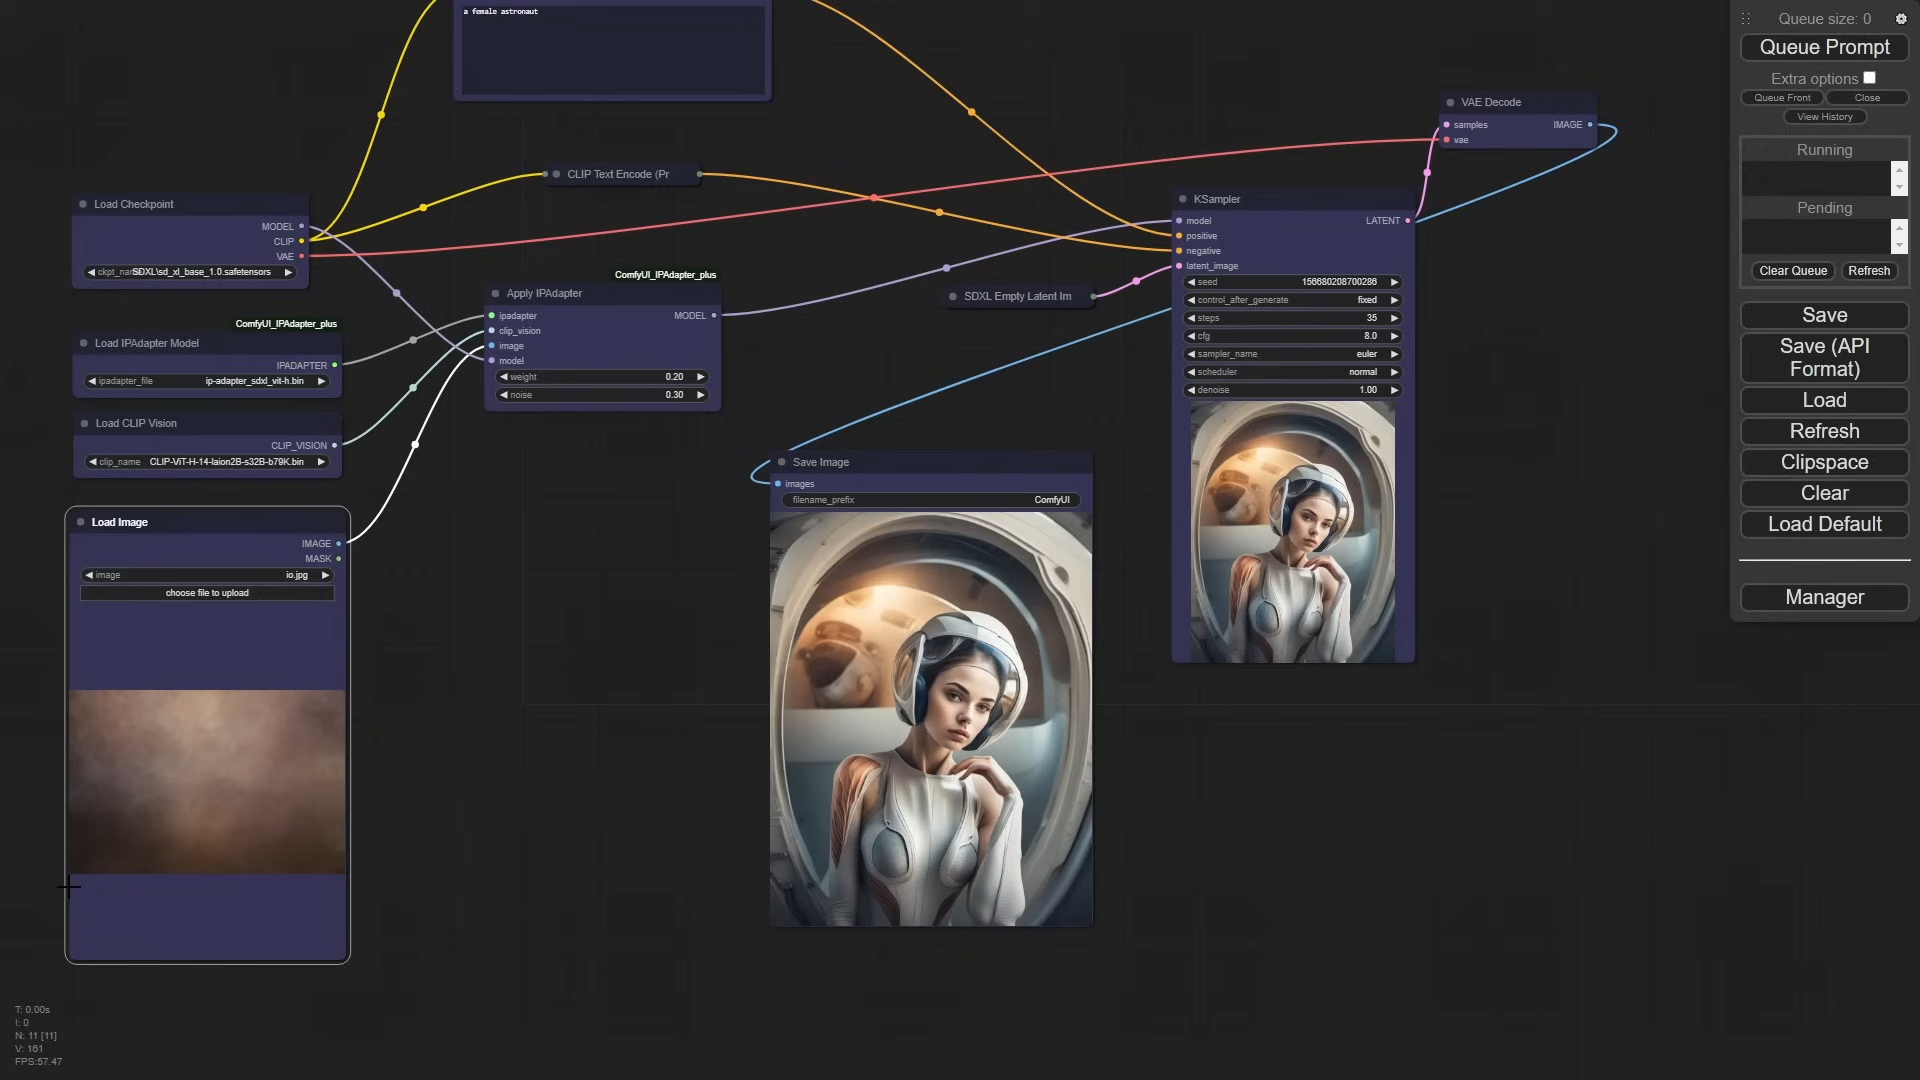 a female astronaut
CLIP Text Encode (Pr
Load Checkpoint
MODEL
CLIP
VAE
SDXL\sd_xl_base_1.0.safetensors
ComfyUI_IPAdapter_plus
Load IPAdapter Model
IPADAPTER
ipadapter_file ip-adapter_sdxl_vit-h.bin
Load CLIP Vision
CLIP_VISION
clip_name CLIP-ViT-H-14-laion2B-s32B-b79K.bin
Load Image
IMAGE
MASK
image io.jpg
choose file to upload
ComfyUI_IPAdapter_plus
Apply IPAdapter
ipadapter MODEL
clip_vision
image
model
weight 0.20
noise 0.30
SDXL Empty Latent Im
Save Image
images
filename_prefix ComfyUI
KSampler
model LATENT
positive
negative
latent_image
seed 156680208700286
control_after_generate fixed
steps 35
cfg 8.0
sampler_name euler
scheduler normal
denoise 1.00
VAE Decode
samples IMAGE
vae
Queue size: 0
Queue Prompt
Extra options
Queue Front Close
View History
Running
Pending
Clear Queue Refresh
Save
Save (API
Format)
Load
Refresh
Clipspace
Clear
Load Default
Manager
T: 0.00s
I: 0
N: 11 [11]
V: 161
FPS:57.47